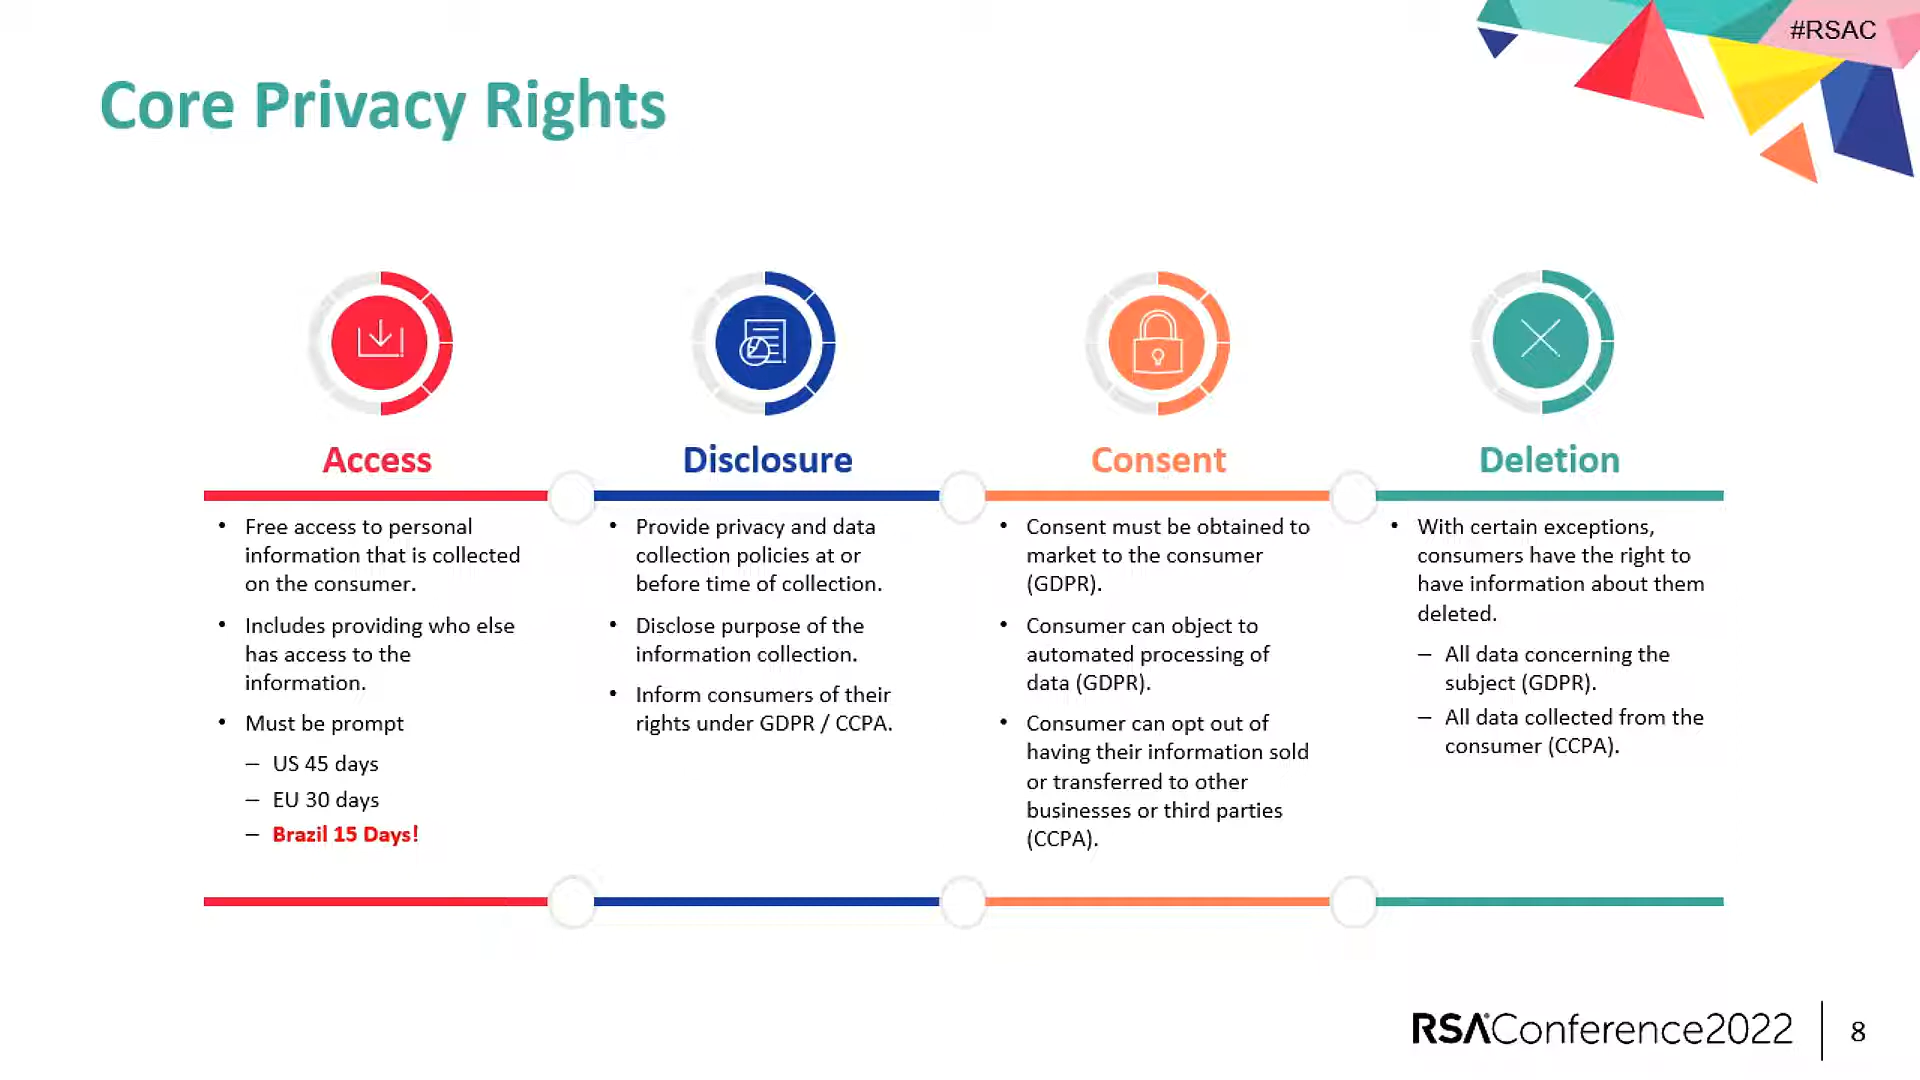 #RSAC
Core Privacy Rights
Access
• Free access to personal
information that is collected
on the consumer.
• Includes providing who else
has access to the
information.
• Must be prompt
– US 45 days
– EU 30 days
– Brazil 15 Days!
Disclosure
• Provide privacy and data
collection policies at or
before time of collection.
• Disclose purpose of the
information collection.
• Inform consumers of their
rights under GDPR / CCPA.
Consent
• Consent must be obtained to
market to the consumer
(GDPR).
• Consumer can object to
automated processing of
data (GDPR).
• Consumer can opt out of
having their information sold
or transferred to other
businesses or third parties
(CCPA).
Deletion
• With certain exceptions,
consumers have the right to
have information about them
deleted.
– All data concerning the
subject (GDPR).
– All data collected from the
consumer (CCPA).
RSAConference2022
8